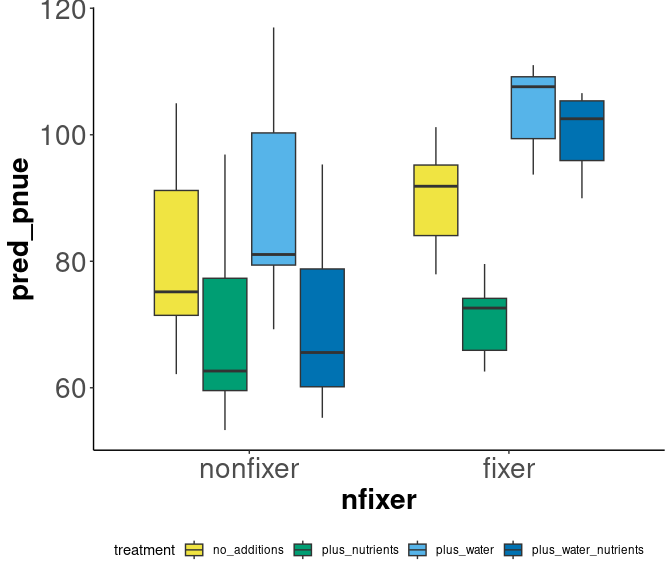 120
100
80
60
pred_pnue
nonfixer fixer
nfixer
treatment no_additions plus_nutrients plus_water plus_water_nutrients